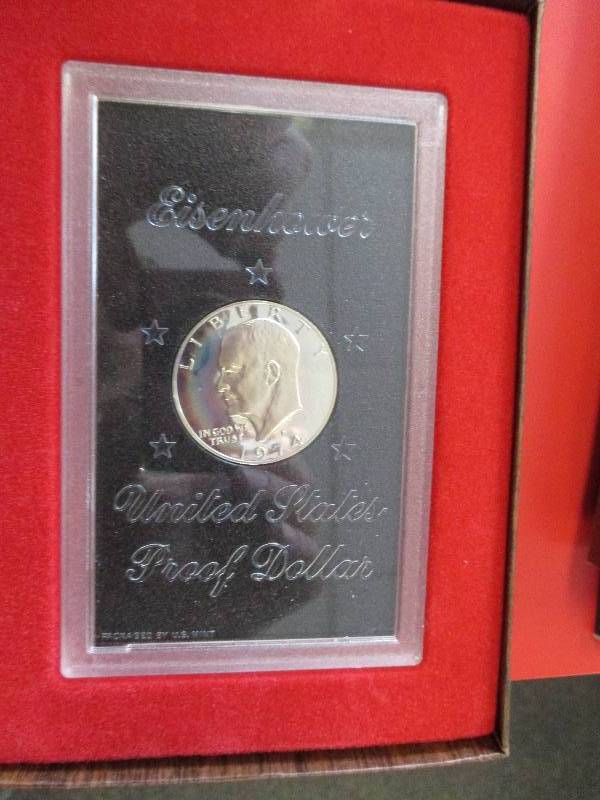 Eisenhower
LIBERTY
IN GOD WE
TRUST
1974
United States
Proof Dollar
PACKAGED BY U.S. MINT